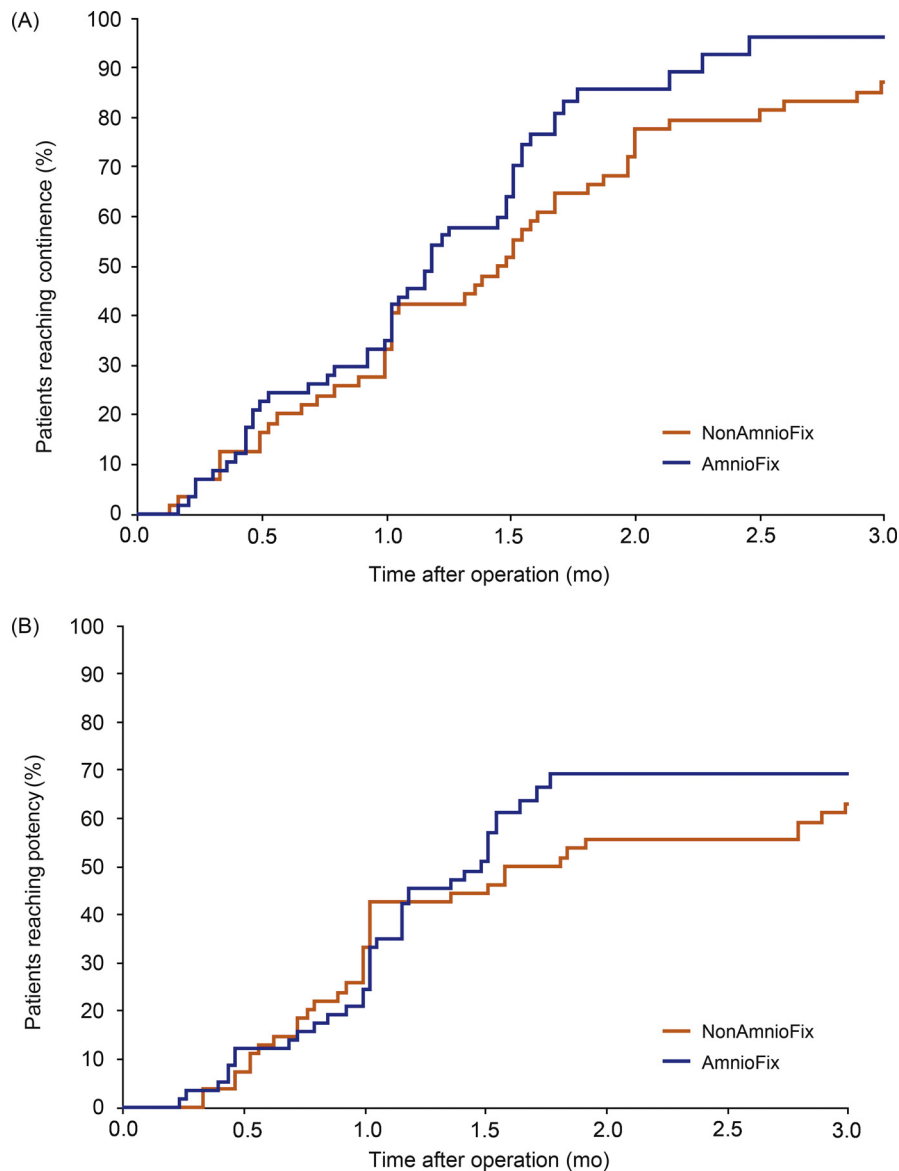 (A)
Patients reaching continence (%)
100
90
80
70
60
50
40
30
20
10
0
NonAmnioFix
AmnioFix
0.0 0.5 1.0 1.5 2.0 2.5 3.0
Time after operation (mo)
(B)
Patients reaching potency (%)
100
90
80
70
60
50
40
30
20
10
0
NonAmnioFix
AmnioFix
0.0 0.5 1.0 1.5 2.0 2.5 3.0
Time after operation (mo)